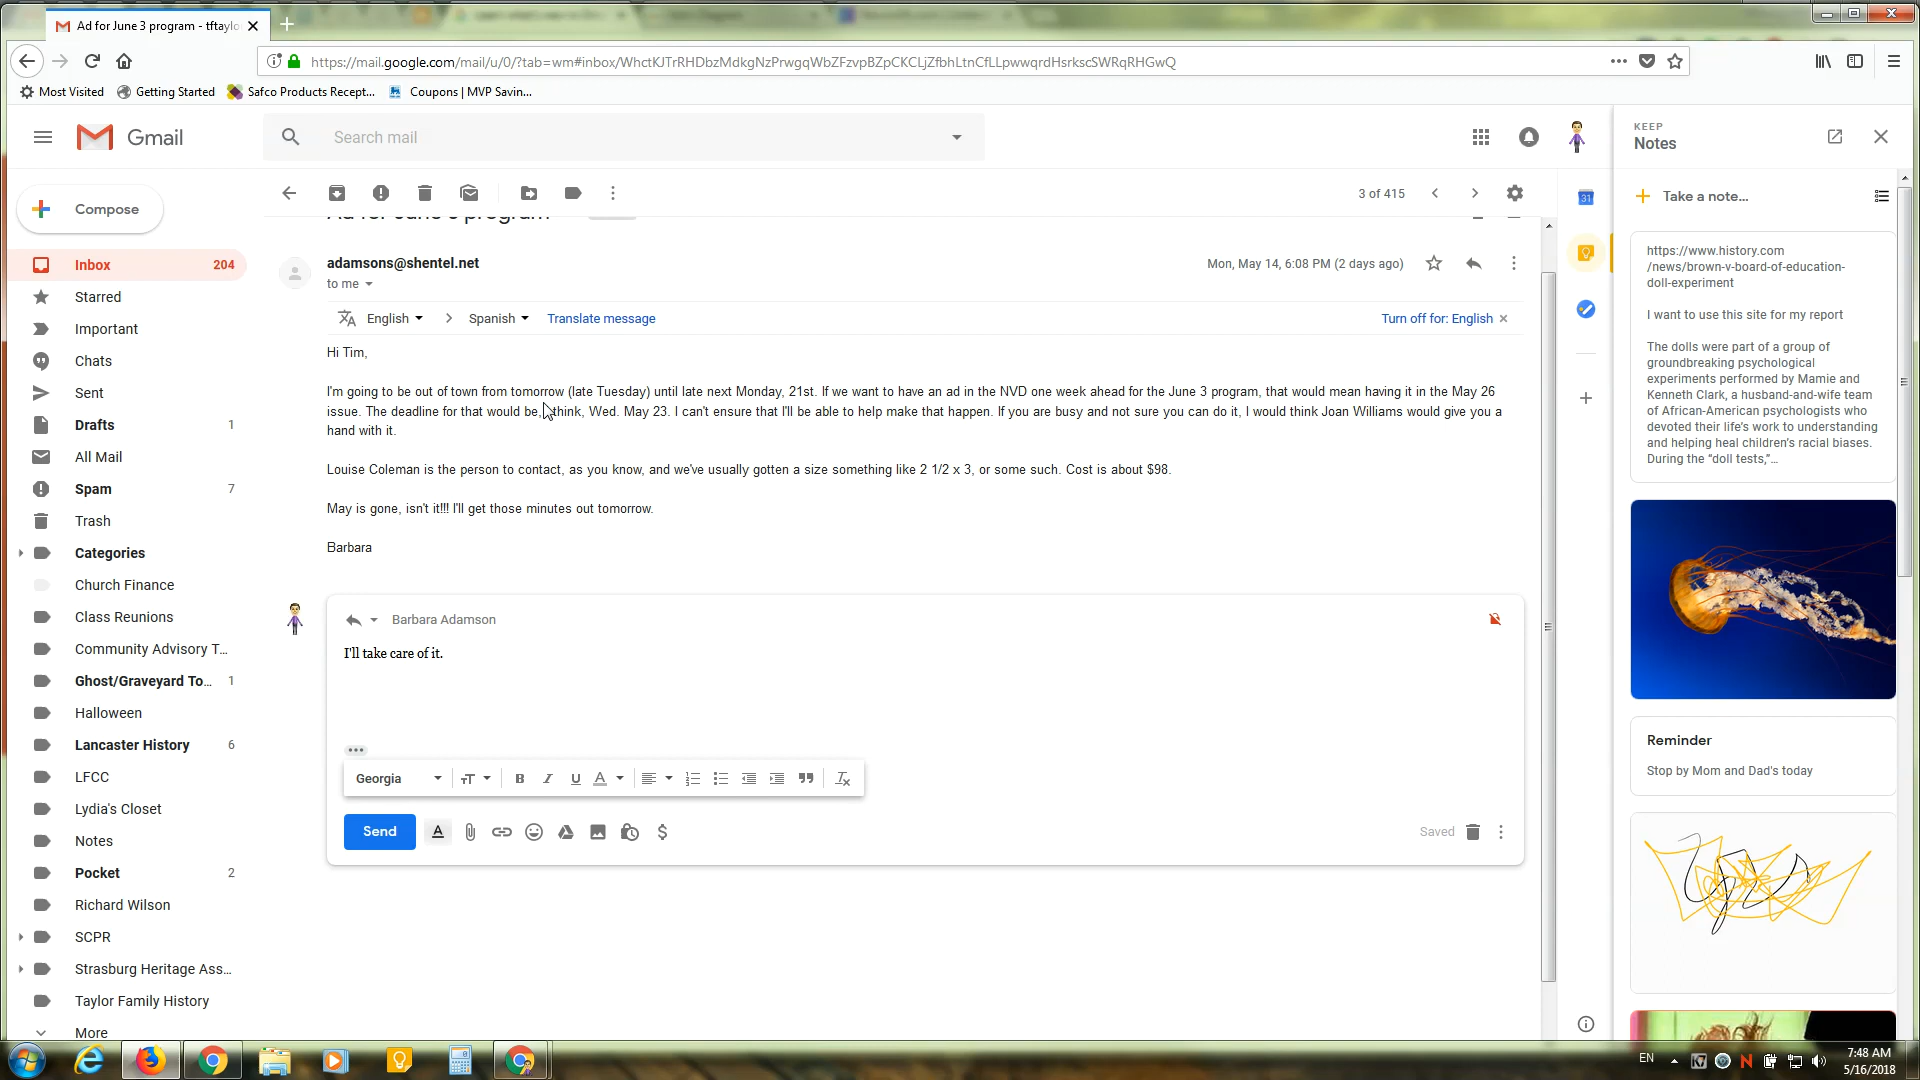 Ad for June 3 program - tftaylo
https://mail.google.com/mail/u/0/?tab=wm#inbox/WhctKJTrRHDbzMdkgNzPrwgqWbZFzvpBZpCKCLjZfbhLtnCfLLpwwqrdHsrkscSWRqRHGwQ
Most Visited Getting Started Safco Products Recept... Coupons | MVP Savin...
Gmail
Search mail
KEEP
Notes
Compose
3 of 415
Take a note...
Ad for June 3 program
Inbox 204
Starred
Important
Chats
Sent
Drafts 1
All Mail
Spam 7
Trash
Categories
Church Finance
Class Reunions
Community Advisory T...
Ghost/Graveyard To... 1
Halloween
Lancaster History 6
LFCC
Lydia's Closet
Notes
Pocket 2
Richard Wilson
SCPR
Strasburg Heritage Ass...
Taylor Family History
More
adamsons@shentel.net
Mon, May 14, 6:08 PM (2 days ago)
to me
English > Spanish Translate message
Turn off for: English ×
Hi Tim,
I'm going to be out of town from tomorrow (late Tuesday) until late next Monday, 21st. If we want to have an ad in the NVD one week ahead for the June 3 program, that would mean having it in the May 26
issue. The deadline for that would be, I think, Wed. May 23. I can't ensure that I'll be able to help make that happen. If you are busy and not sure you can do it, I would think Joan Williams would give you a
hand with it.
Louise Coleman is the person to contact, as you know, and we've usually gotten a size something like 2 1/2 x 3, or some such. Cost is about $98.
May is gone, isn't it!!! I'll get those minutes out tomorrow.
Barbara
Barbara Adamson
I'll take care of it.
Georgia
Send
Saved
31
https://www.history.com
/news/brown-v-board-of-education-
doll-experiment
I want to use this site for my report
The dolls were part of a group of
groundbreaking psychological
experiments performed by Mamie and
Kenneth Clark, a husband-and-wife team
of African-American psychologists who
devoted their life's work to understanding
and helping heal children's racial biases.
During the “doll tests,”...
Reminder
Stop by Mom and Dad's today
EN
7:48 AM
5/16/2018